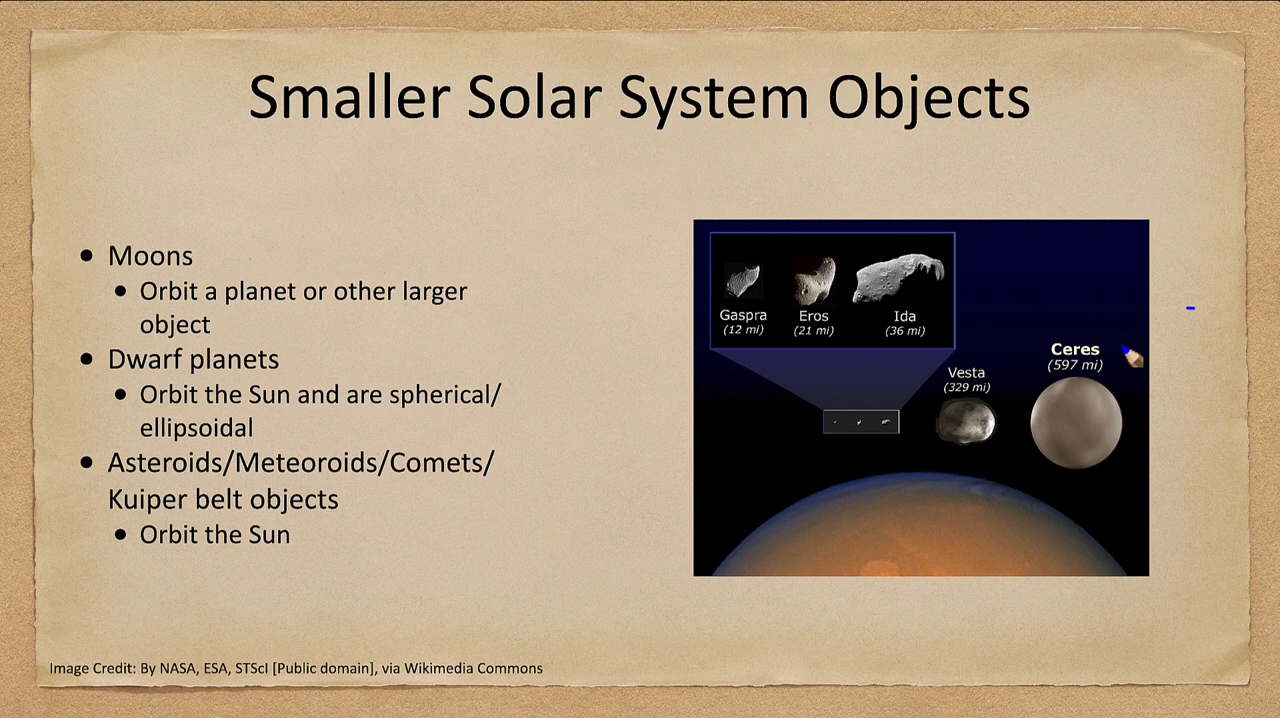 Smaller Solar System Objects
• Moons
• Orbit a planet or other larger
object
• Dwarf planets
• Orbit the Sun and are spherical/
ellipsoidal
• Asteroids/Meteoroids/Comets/
Kuiper belt objects
• Orbit the Sun
Gaspra
(12 mi)
Eros
(21 mi)
Ida
(36 mi)
Vesta
(329 mi)
Ceres
(597 mi)
Image Credit: By NASA, ESA, STScI [Public domain], via Wikimedia Commons